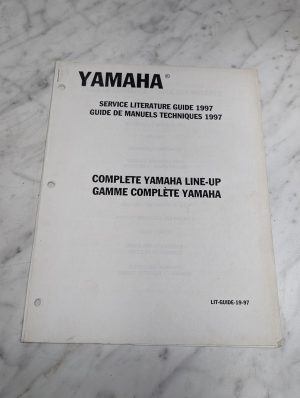 YAMAHA®
SERVICE LITERATURE GUIDE 1997
GUIDE DE MANUELS TECHNIQUES 1997
COMPLETE YAMAHA LINE-UP
GAMME COMPLÈTE YAMAHA
LIT-GUIDE-19-97